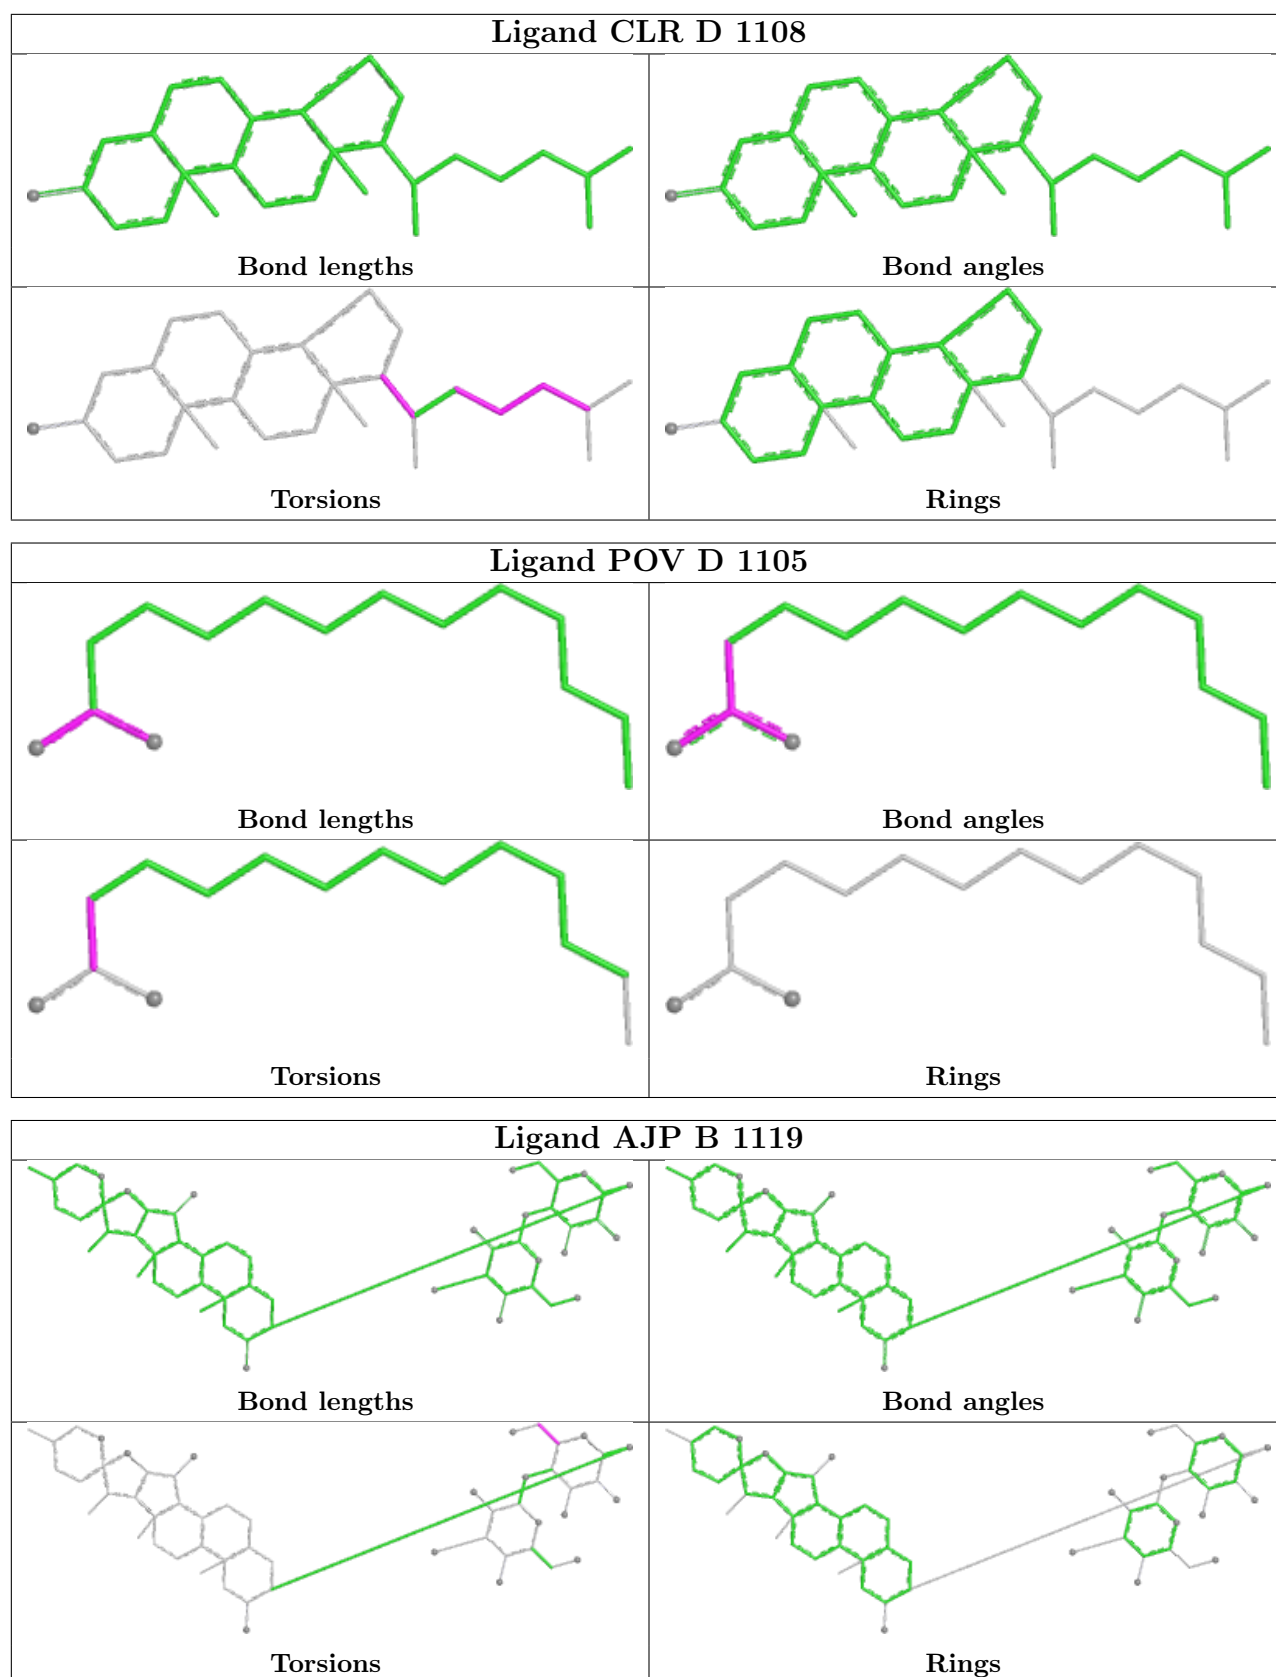 Ligand CLR D 1108
Bond lengths
Bond angles
Torsions
Rings
Ligand POV D 1105
Bond lengths
Bond angles
Torsions
Rings
Ligand AJP B 1119
Bond lengths
Bond angles
Torsions
Rings